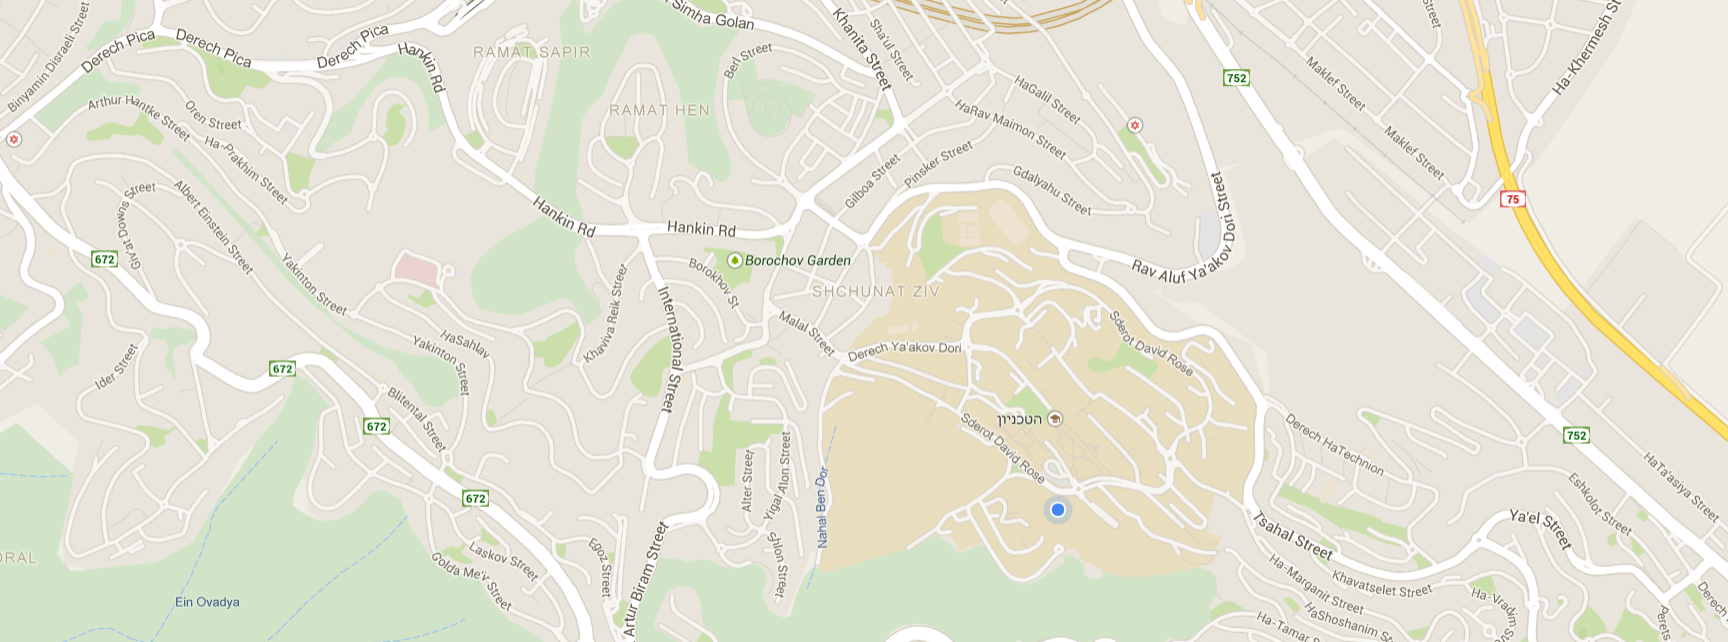 Simha Golan
Binyamin Disraeli Street
Derech Pica
Derech Pica
Derech Pica
Hankin Rd
RAMAT SAPIR
Berl Street
Khanita Street
Sha'ul Street
HaGalil Street
752
Maklef Street
Ha-Khermesh St
RAMAT HEN
Arthur Hantke Street
Oren Street
Ha-Prakhim Street
HaRav Maimon Street
Maklef Street
Gilboa Street
Pinsker Street
Gdalyahu Street
75
Giv'at Downs Street
Albert Einstein Street
Hankin Rd
Hankin Rd
Rav Aluf Ya'akov Dori Street
672
Yakinton Street
Borochov Garden
Borokhov St
SHCHUNAT ZIV
Khaviva Reik Street
International Street
Malal Street
HaSahlav
Yakinton Street
Derech Ya'akov Dori
Sderot David Rose
Ider Street
672
Blitental Street
672
הטכניון
Sderot David Rose
Derech HaTechnion
752
HaTa'asiya Street
Alter Street
Yigal Alon Street
Nahal Ben Dor
672
Eshkolot Street
Ya'el Street
Tsahal Street
ORAL
Laskov Street
Golda Me'ir Street
Egoz Street
Artur Biram Street
Shlon Street
Ein Ovadya
Ha-Marganit Street
Khavatselet Street
HaShoshanim St
Ha-Tamar S
Ha-Vradim
Perets
Derech